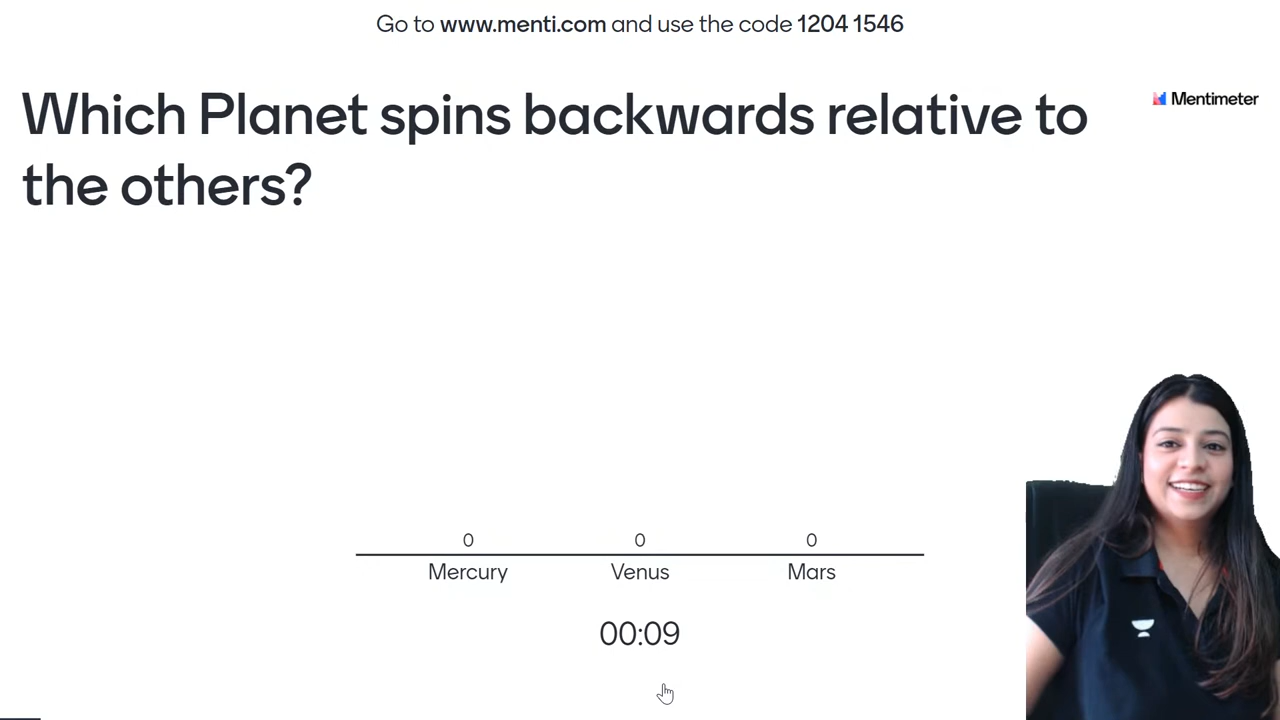 Go to www.menti.com and use the code 1204 1546
Which Planet spins backwards relative to
the others?
Mentimeter
0
0
0
Mercury
Venus
Mars
00:09